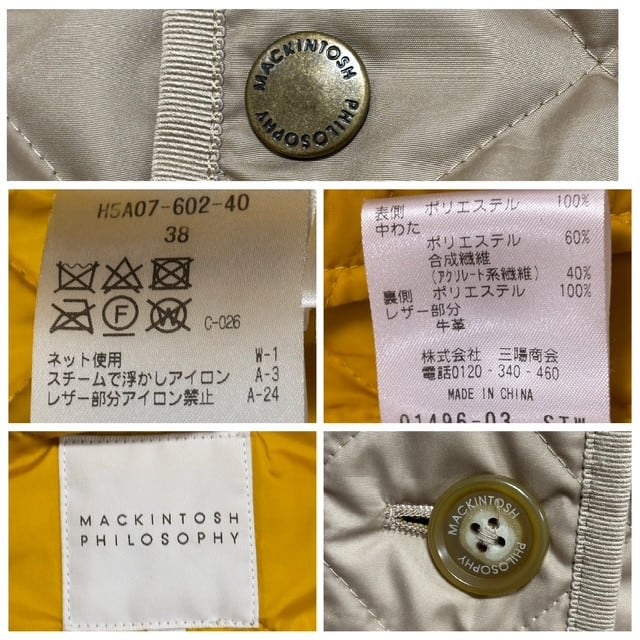 MACKINTOSH PHILOSOPHY
H5A07-602-40
38
F
W
C-026
ネット使用 W-1
スチームで浮かしアイロン A-3
レザー部分アイロン禁止 A-24
表側 ポリエステル 100%
中わた
ポリエステル 60%
合成繊維
(アクリレート系繊維) 40%
裏側 ポリエステル 100%
レザー部分
牛革
株式会社 三陽商会
電話0120-340-460
MADE IN CHINA
01496-03 STW
MACKINTOSH
PHILOSOPHY
MACKINTOSH PHILOSOPHY